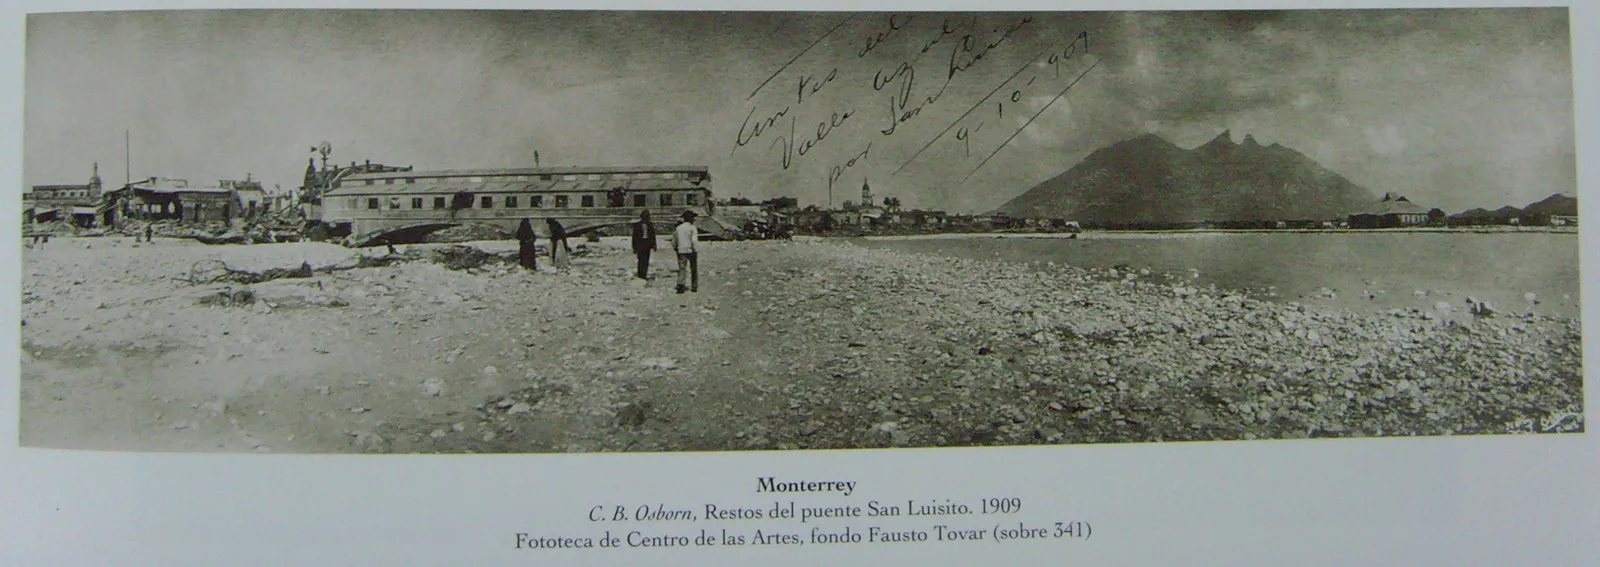 Antes del
Valle azul
por San Luisi
9-10-909
Monterrey
C. B. Osborn, Restos del puente San Luisito. 1909
Fototeca de Centro de las Artes, fondo Fausto Tovar (sobre 341)